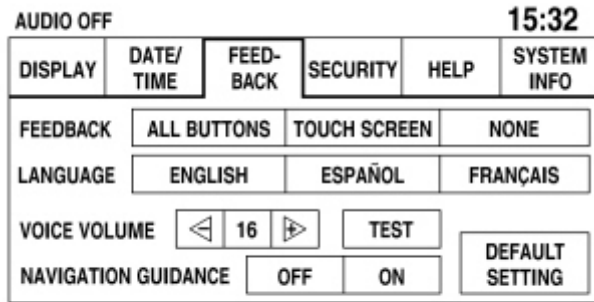 AUDIO OFF 15:32
DISPLAY DATE/ TIME FEED- BACK SECURITY HELP SYSTEM INFO
FEEDBACK ALL BUTTONS TOUCH SCREEN NONE
LANGUAGE ENGLISH ESPAÑOL FRANÇAIS
VOICE VOLUME - 16 + TEST
NAVIGATION GUIDANCE OFF ON DEFAULT SETTING